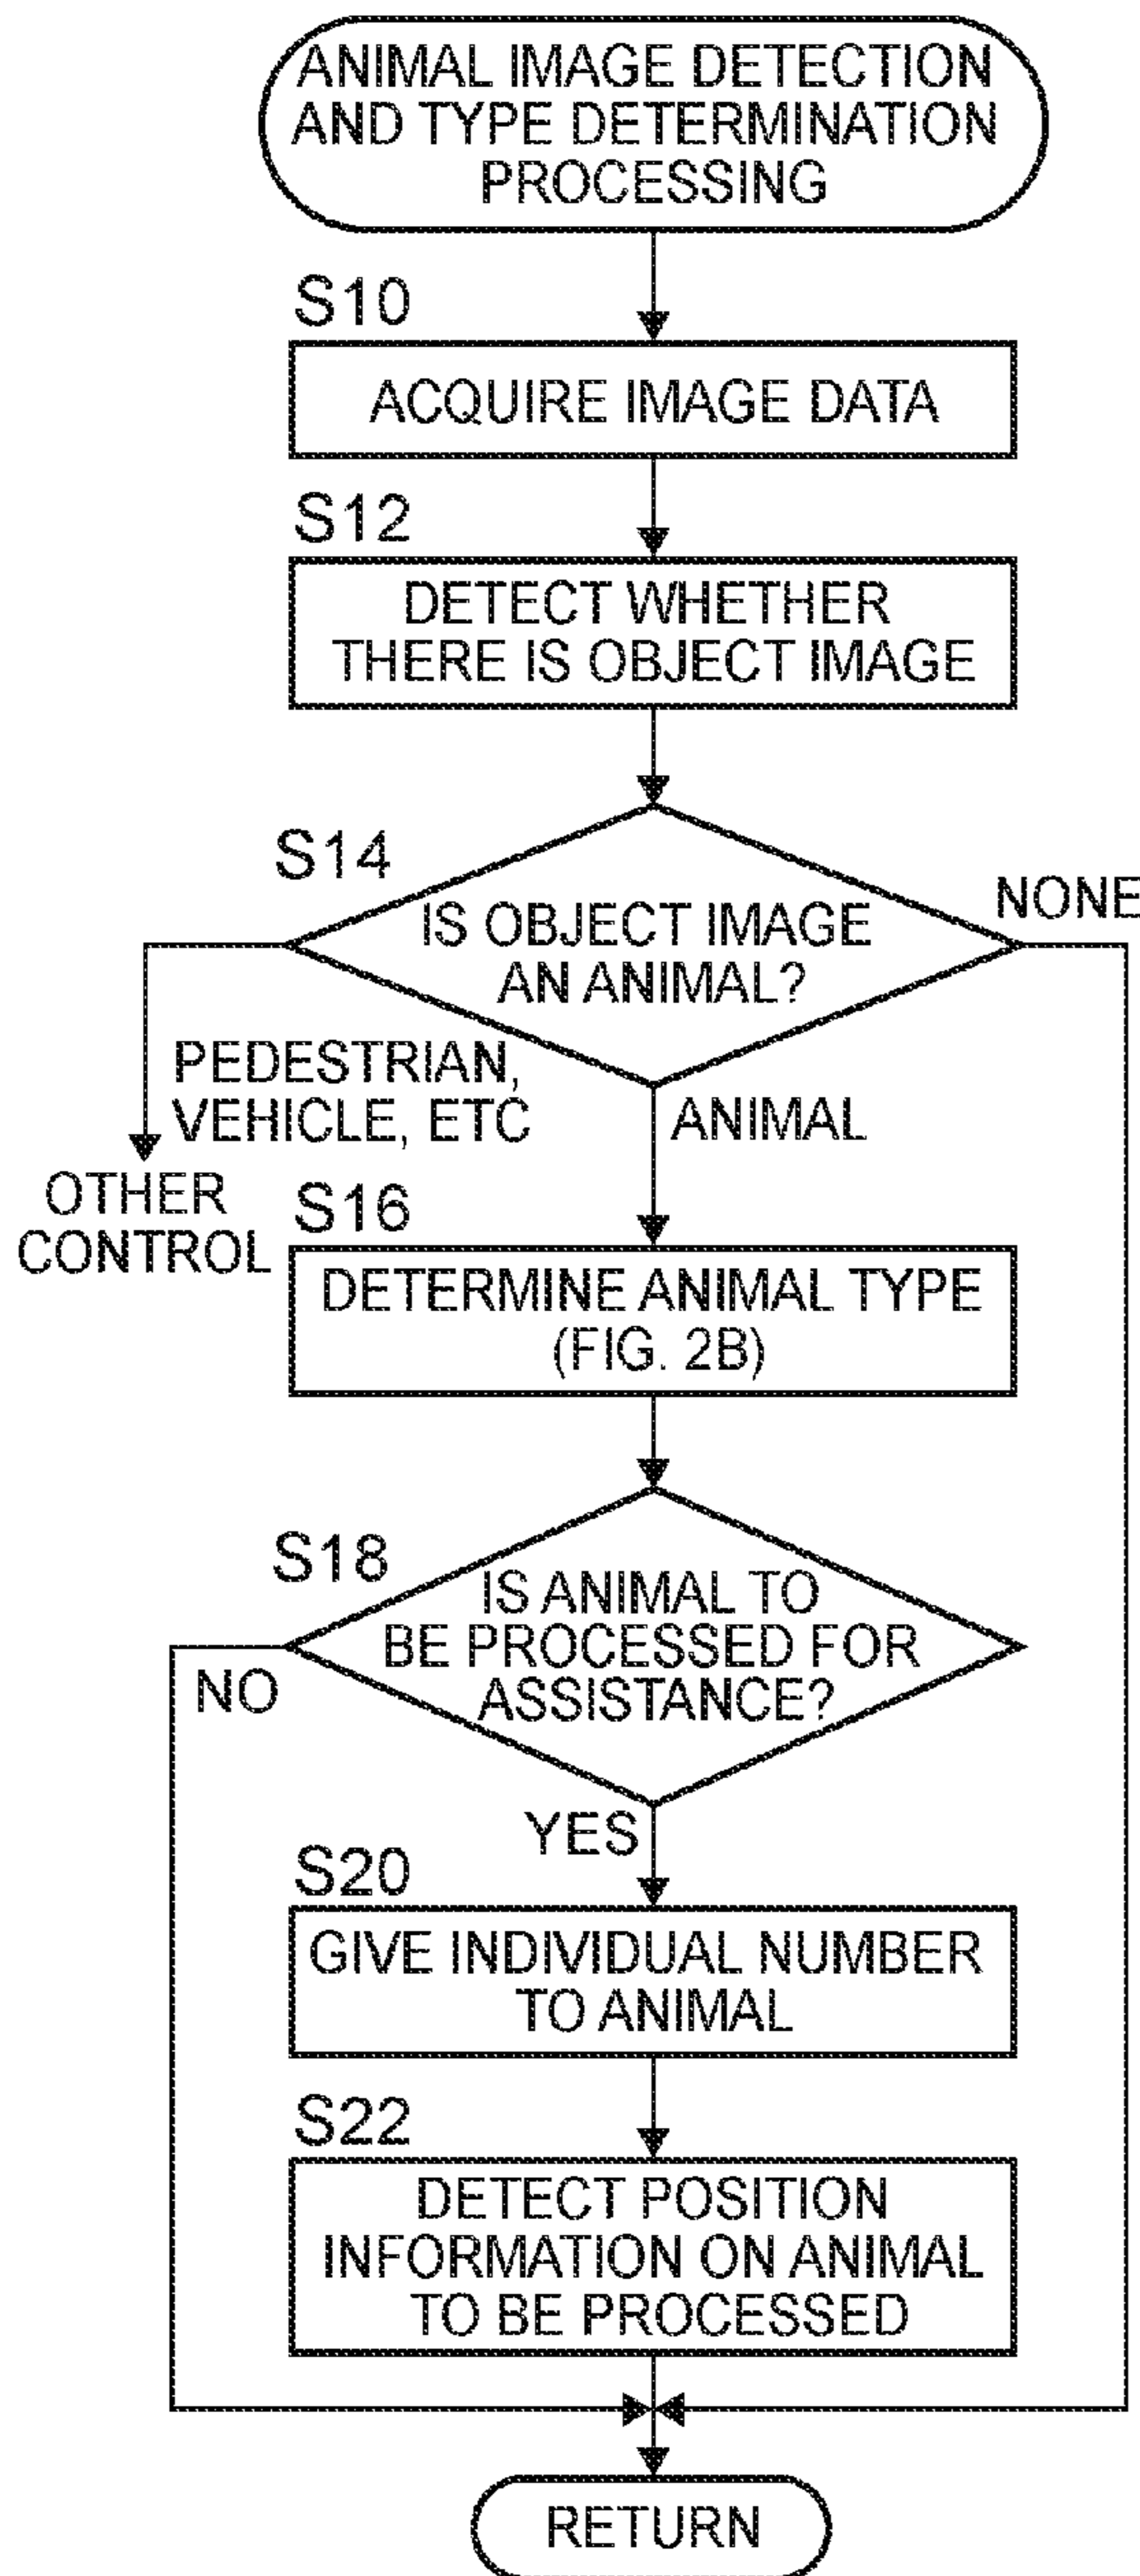 ANIMAL IMAGE DETECTION
AND TYPE DETERMINATION
PROCESSING
S10
ACQUIRE IMAGE DATA
S12
DETECT WHETHER
THERE IS OBJECT IMAGE
S14
IS OBJECT IMAGE
AN ANIMAL?
NONE
PEDESTRIAN,
VEHICLE, ETC
ANIMAL
OTHER
CONTROL
S16
DETERMINE ANIMAL TYPE
(FIG. 2B)
S18
IS ANIMAL TO
BE PROCESSED FOR
ASSISTANCE?
NO
YES
S20
GIVE INDIVIDUAL NUMBER
TO ANIMAL
S22
DETECT POSITION
INFORMATION ON ANIMAL
TO BE PROCESSED
RETURN